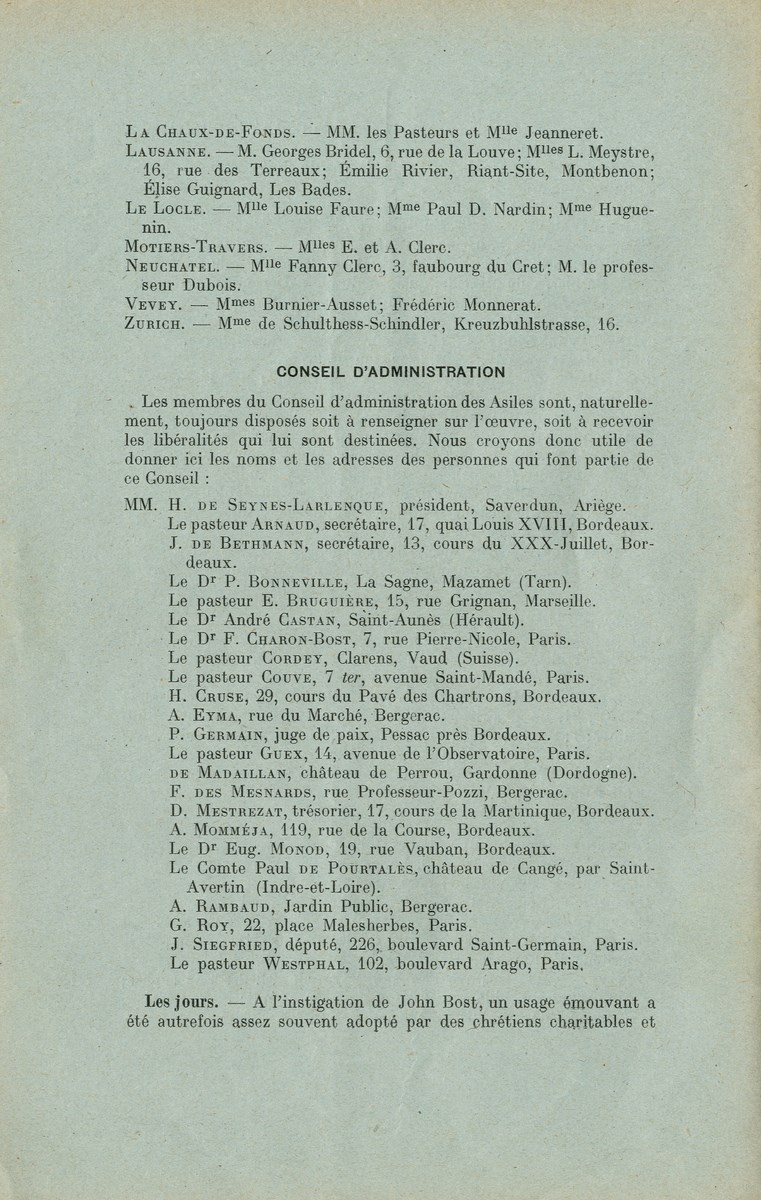 LA CHAUX-DE-FONDS. — MM. les Pasteurs et Mlle Jeanneret.
LAUSANNE. — M. Georges Bridel, 6, rue de la Louve; Mlles L. Meystre,
16, rue des Terreaux; Émilie Rivier, Riant-Site, Montbenon;
Élise Guignard, Les Bades.
LE LOCLE. — Mlle Louise Faure; Mme Paul D. Nardin; Mme Hugue-
nin.
MOTIERS-TRAVERS. — Mlles E. et A. Clerc.
NEUCHATEL. — Mlle Fanny Clerc, 3, faubourg du Cret; M. le profes-
seur Dubois.
VEVEY. — Mmes Burnier-Ausset; Frédéric Monnerat.
ZURICH. — Mme de Schulthess-Schindler, Kreuzbuhlstrasse, 16.
CONSEIL D'ADMINISTRATION
Les membres du Conseil d'administration des Asiles sont, naturelle-
ment, toujours disposés soit à renseigner sur l'œuvre, soit à recevoir
les libéralités qui lui sont destinées. Nous croyons donc utile de
donner ici les noms et les adresses des personnes qui font partie de
ce Conseil :
MM. H. DE SEYNES-LARLENQUE, président, Saverdun, Ariège.
Le pasteur ARNAUD, secrétaire, 17, quai Louis XVIII, Bordeaux.
J. DE BETHMANN, secrétaire, 13, cours du XXX-Juillet, Bor-
deaux.
Le Dr P. BONNEVILLE, La Sagne, Mazamet (Tarn).
Le pasteur E. BRUGUIÈRE, 15, rue Grignan, Marseille.
Le Dr André CASTAN, Saint-Aunès (Hérault).
Le Dr F. CHARON-BOST, 7, rue Pierre-Nicole, Paris.
Le pasteur CORDEY, Clarens, Vaud (Suisse).
Le pasteur COUVE, 7 ter, avenue Saint-Mandé, Paris.
H. CRUSE, 29, cours du Pavé des Chartrons, Bordeaux.
A. EYMA, rue du Marché, Bergerac.
P. GERMAIN, juge de paix, Pessac près Bordeaux.
Le pasteur GUEX, 14, avenue de l'Observatoire, Paris.
DE MADAILLAN, château de Perrou, Gardonne (Dordogne).
F. DES MESNARDS, rue Professeur-Pozzi, Bergerac.
D. MESTREZAT, trésorier, 17, cours de la Martinique, Bordeaux.
A. MOMMÉJA, 119, rue de la Course, Bordeaux.
Le Dr Eug. MONOD, 19, rue Vauban, Bordeaux.
Le Comte Paul DE POURTALÈS, château de Cangé, par Saint-
Avertin (Indre-et-Loire).
A. RAMBAUD, Jardin Public, Bergerac.
G. ROY, 22, place Malesherbes, Paris.
J. SIEGFRIED, député, 226, boulevard Saint-Germain, Paris.
Le pasteur WESTPHAL, 102, boulevard Arago, Paris.
Les jours. — A l'instigation de John Bost, un usage émouvant a
été autrefois assez souvent adopté par des chrétiens charitables et